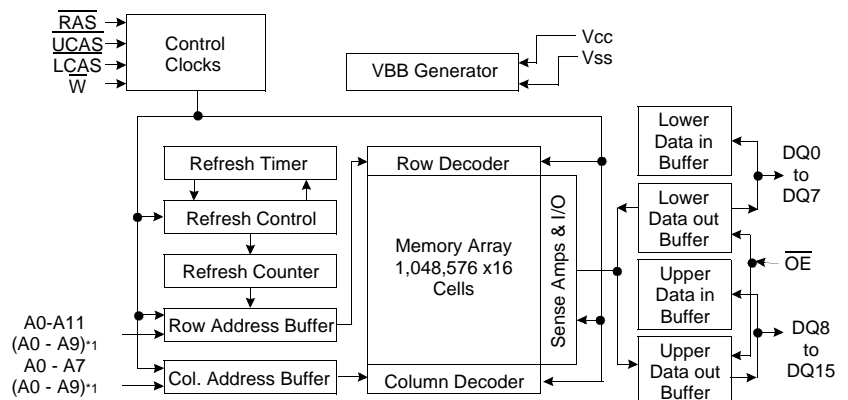 RAS
UCAS
LCAS
W
Control
Clocks
VBB Generator
Vcc
Vss
Refresh Timer
Refresh Control
Refresh Counter
Row Address Buffer
Col. Address Buffer
A0-A11
(A0 - A9)*1
A0 - A7
(A0 - A9)*1
Row Decoder
Memory Array
1,048,576 x16
Cells
Sense Amps & I/O
Column Decoder
Lower
Data in
Buffer
Lower
Data out
Buffer
Upper
Data in
Buffer
Upper
Data out
Buffer
DQ0
to
DQ7
OE
DQ8
to
DQ15